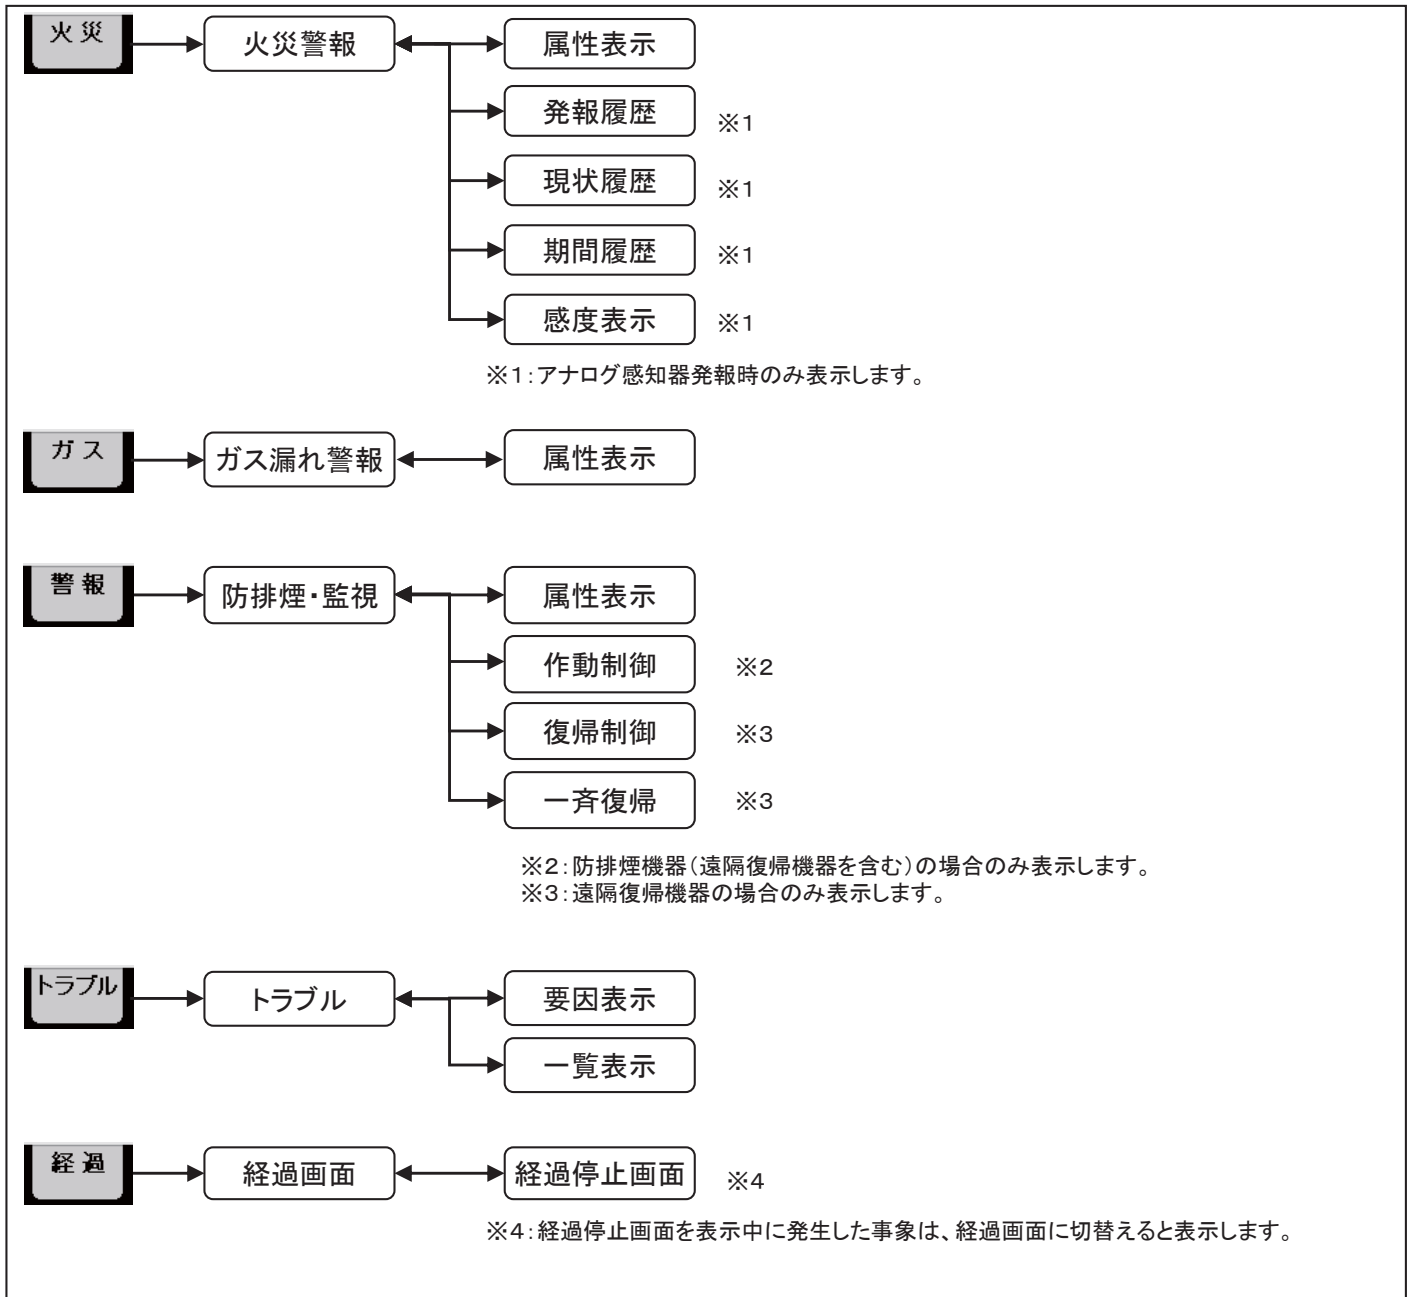 火災
火災警報
属性表示
発報履歴 ※1
現状履歴 ※1
期間履歴 ※1
感度表示 ※1
※1：アナログ感知器発報時のみ表示します。
ガス
ガス漏れ警報
属性表示
警報
防排煙・監視
属性表示
作動制御 ※2
復帰制御 ※3
一斉復帰 ※3
※2：防排煙機器（遠隔復帰機器を含む）の場合のみ表示します。
※3：遠隔復帰機器の場合のみ表示します。
トラブル
トラブル
要因表示
一覧表示
経過
経過画面
経過停止画面 ※4
※4：経過停止画面を表示中に発生した事象は、経過画面に切替えると表示します。